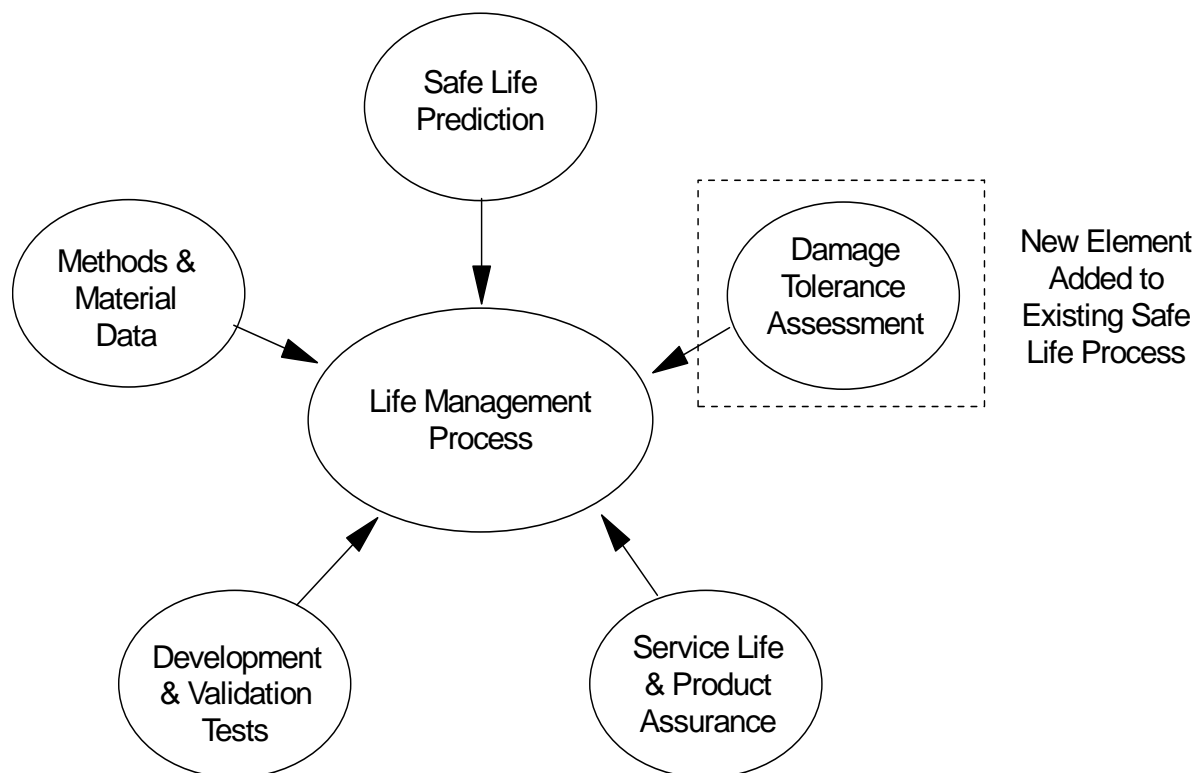 Safe Life
Prediction
Methods &
Material
Data
Damage
Tolerance
Assessment
New Element
Added to
Existing Safe
Life Process
Life Management
Process
Development
& Validation
Tests
Service Life
& Product
Assurance